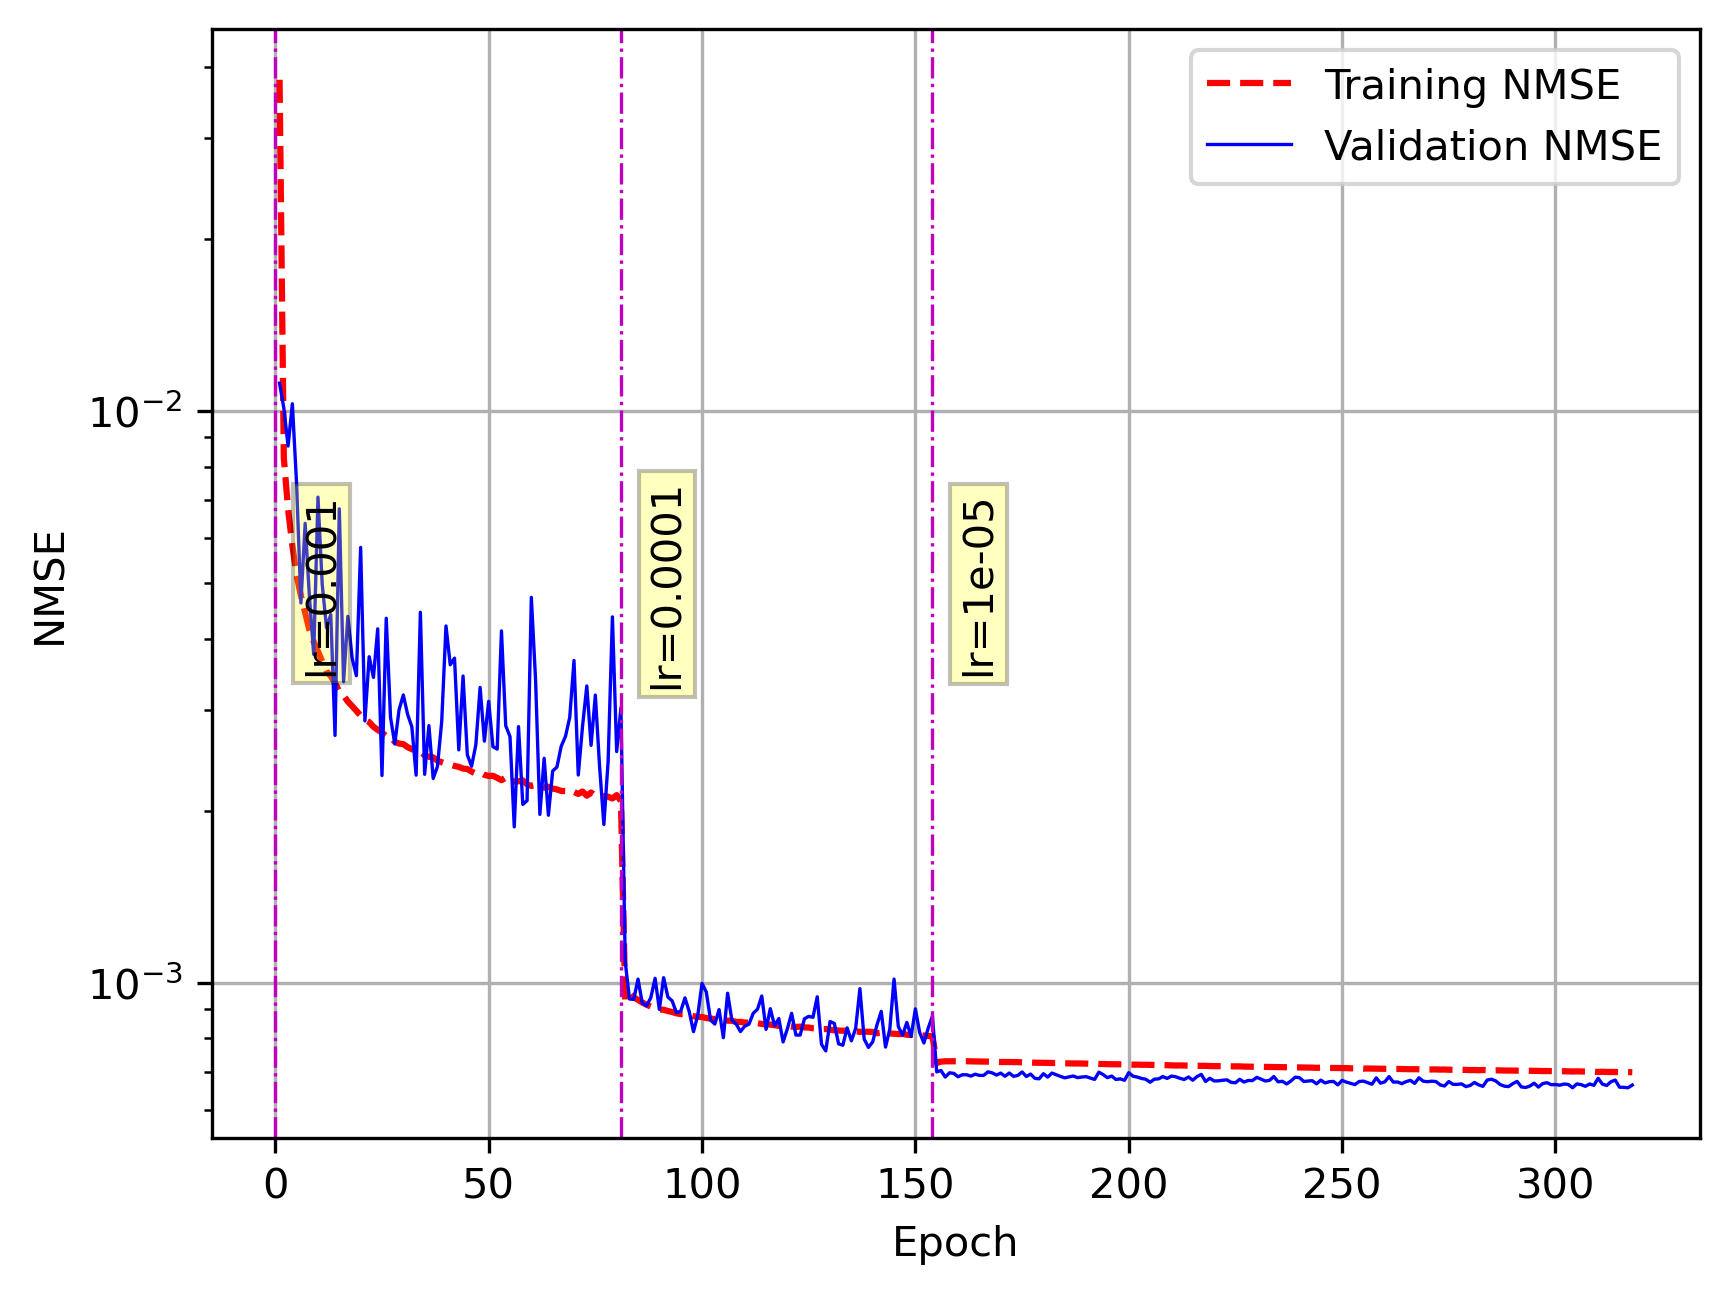 Training NMSE
Validation NMSE
NMSE
10⁻²
10⁻³
lr=0.001
lr=0.0001
lr=1e-05
0 50 100 150 200 250 300
Epoch